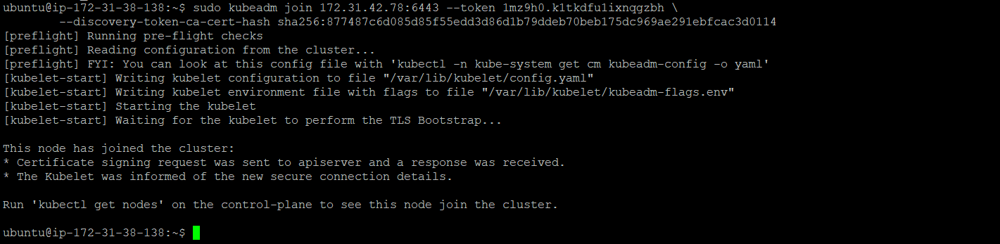 ubuntu@ip-172-31-38-138:~$ sudo kubeadm join 172.31.42.78:6443 --token 1mz9h0.k1tkdfu1ixnqgzbh \
        --discovery-token-ca-cert-hash sha256:877487c6d085d85f55edd3d86d1b79ddeb70beb175dc969ae291ebfcac3d0114
[preflight] Running pre-flight checks
[preflight] Reading configuration from the cluster...
[preflight] FYI: You can look at this config file with 'kubectl -n kube-system get cm kubeadm-config -o yaml'
[kubelet-start] Writing kubelet configuration to file "/var/lib/kubelet/config.yaml"
[kubelet-start] Writing kubelet environment file with flags to file "/var/lib/kubelet/kubeadm-flags.env"
[kubelet-start] Starting the kubelet
[kubelet-start] Waiting for the kubelet to perform the TLS Bootstrap...

This node has joined the cluster:
* Certificate signing request was sent to apiserver and a response was received.
* The Kubelet was informed of the new secure connection details.

Run 'kubectl get nodes' on the control-plane to see this node join the cluster.

ubuntu@ip-172-31-38-138:~$